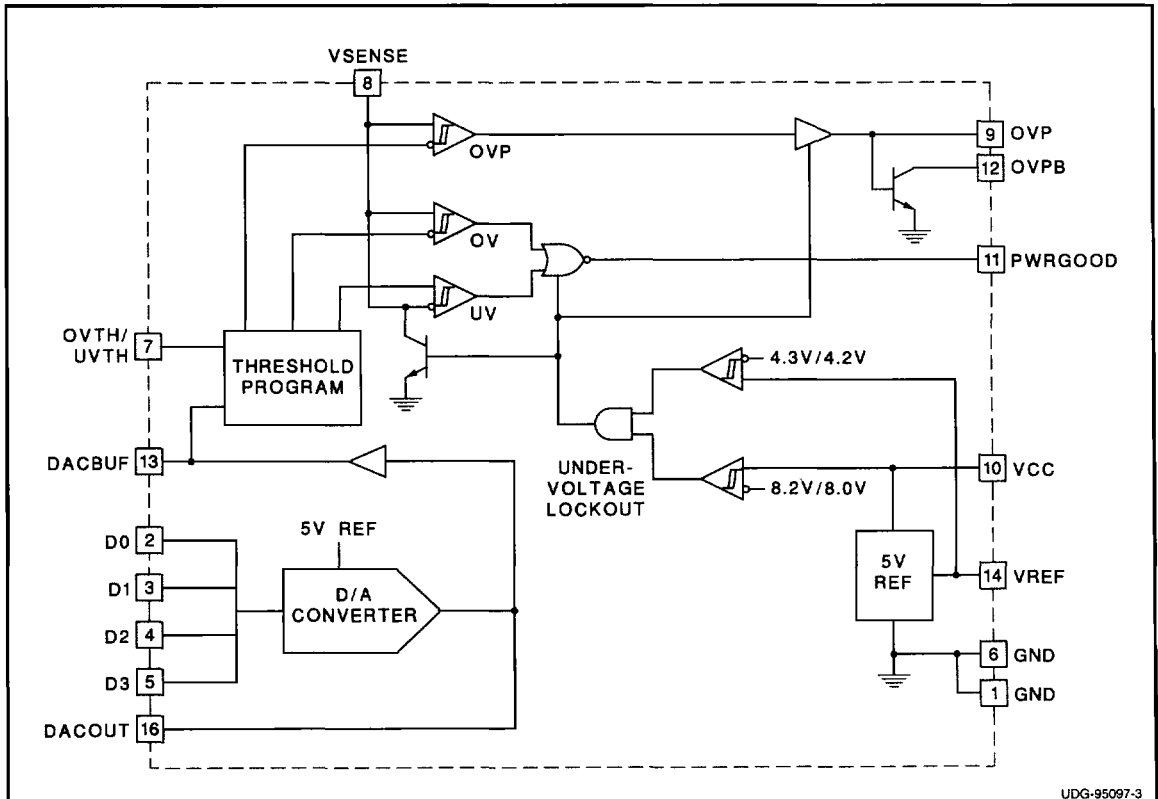 VSENSE
8
OVP
9 OVP
12 OVPB
OV
11 PWRGOOD
UV
OVTH/
UVTH
7
THRESHOLD
PROGRAM
4.3V/4.2V
DACBUF 13
UNDER-
VOLTAGE
LOCKOUT
10 VCC
8.2V/8.0V
D0 2
5V REF
5V
REF
14 VREF
D1 3
D/A
CONVERTER
D2 4
6 GND
D3 5
1 GND
DACOUT 16
UDG-95097-3